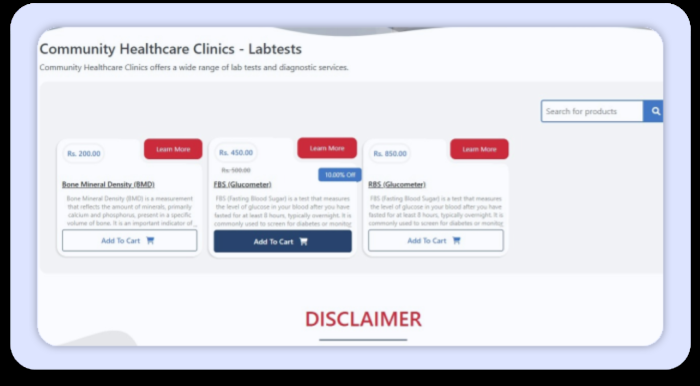 Community Healthcare Clinics - Labtests
Community Healthcare Clinics offers a wide range of lab tests and diagnostic services.
Search for products
Rs. 200.00
Learn More
Bone Mineral Density (BMD)
Bone Mineral Density (BMD) is a measurement
that reflects the amount of minerals, primarily
calcium and phosphorus, present in a specific
volume of bone. It is an important indicator of ...
Add To Cart
Rs. 450.00
Learn More
Rs. 500.00
10.00% Off
FBS (Glucometer)
FBS (Fasting Blood Sugar) is a test that measures
the level of glucose in your blood after you have
fasted for at least 8 hours, typically overnight. It is
commonly used to screen for diabetes or monitor
Add To Cart
Rs. 850.00
Learn More
RBS (Glucometer)
FBS (Fasting Blood Sugar) is a test that measures
the level of glucose in your blood after you have
fasted for at least 8 hours, typically overnight. It is
commonly used to screen for diabetes or monitor
Add To Cart
DISCLAIMER